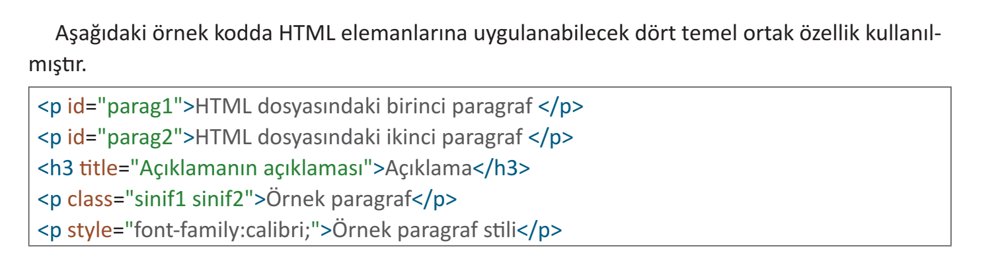 Aşağıdaki örnek kodda HTML elemanlarına uygulanabilecek dört temel ortak özellik kullanıl-
mıştır.
<p id="parag1">HTML dosyasındaki birinci paragraf </p>
<p id="parag2">HTML dosyasındaki ikinci paragraf </p>
<h3 title="Açıklamanın açıklaması">Açıklama</h3>
<p class="sinif1 sinif2">Örnek paragraf</p>
<p style="font-family:calibri;">Örnek paragraf stili</p>